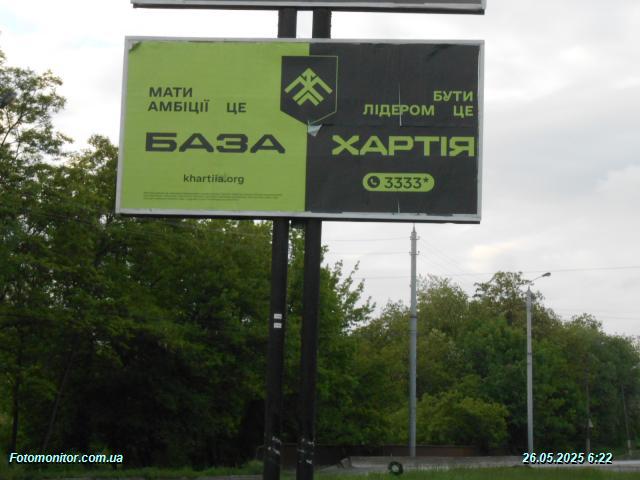 МАТИ
АМБІЦІЇ ЦЕ
БАЗА
khartiia.org
БУТИ
ЛІДЕРОМ ЦЕ
ХАРТІЯ
3333*
Fotomonitor.com.ua
26.05.2025 6:22